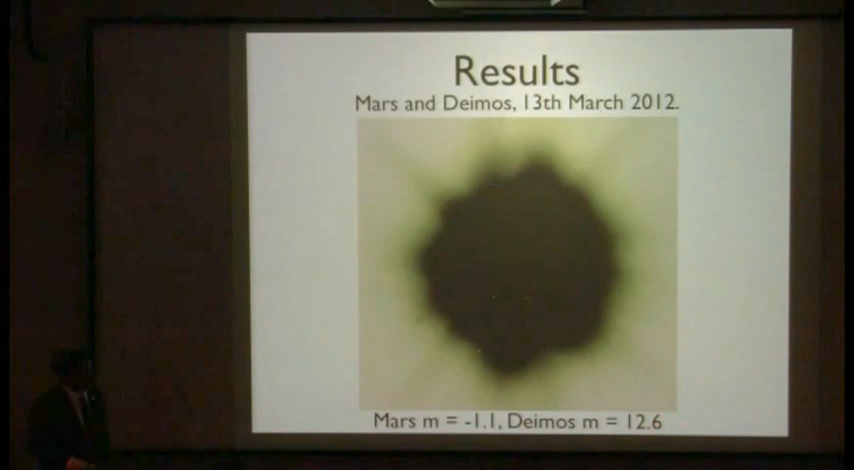 Results
Mars and Deimos, 13th March 2012.
Mars m = -1.1, Deimos m = 12.6